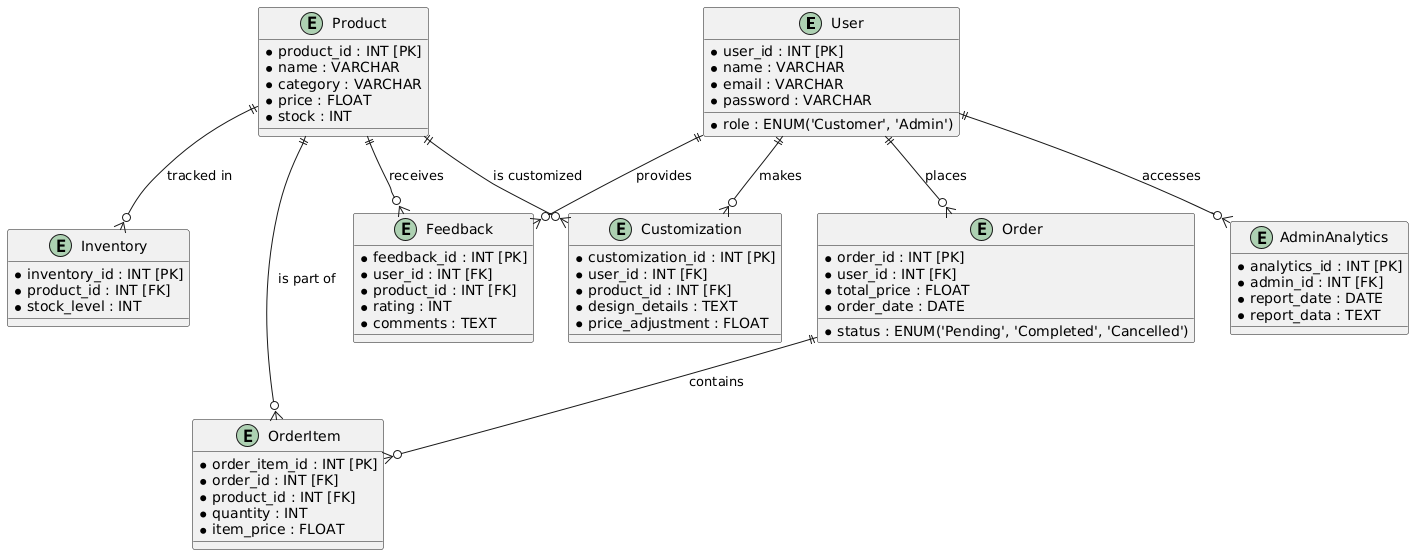 E Product
product_id : INT [PK]
name : VARCHAR
category : VARCHAR
price : FLOAT
stock : INT
E User
user_id : INT [PK]
name : VARCHAR
email : VARCHAR
password : VARCHAR
role : ENUM('Customer', 'Admin')
tracked in
receives
is customized
provides
makes
places
accesses
E Inventory
inventory_id : INT [PK]
product_id : INT [FK]
stock_level : INT
is part of
E Feedback
feedback_id : INT [PK]
user_id : INT [FK]
product_id : INT [FK]
rating : INT
comments : TEXT
E Customization
customization_id : INT [PK]
user_id : INT [FK]
product_id : INT [FK]
design_details : TEXT
price_adjustment : FLOAT
E Order
order_id : INT [PK]
user_id : INT [FK]
total_price : FLOAT
order_date : DATE
status : ENUM('Pending', 'Completed', 'Cancelled')
E AdminAnalytics
analytics_id : INT [PK]
admin_id : INT [FK]
report_date : DATE
report_data : TEXT
contains
E OrderItem
order_item_id : INT [PK]
order_id : INT [FK]
product_id : INT [FK]
quantity : INT
item_price : FLOAT